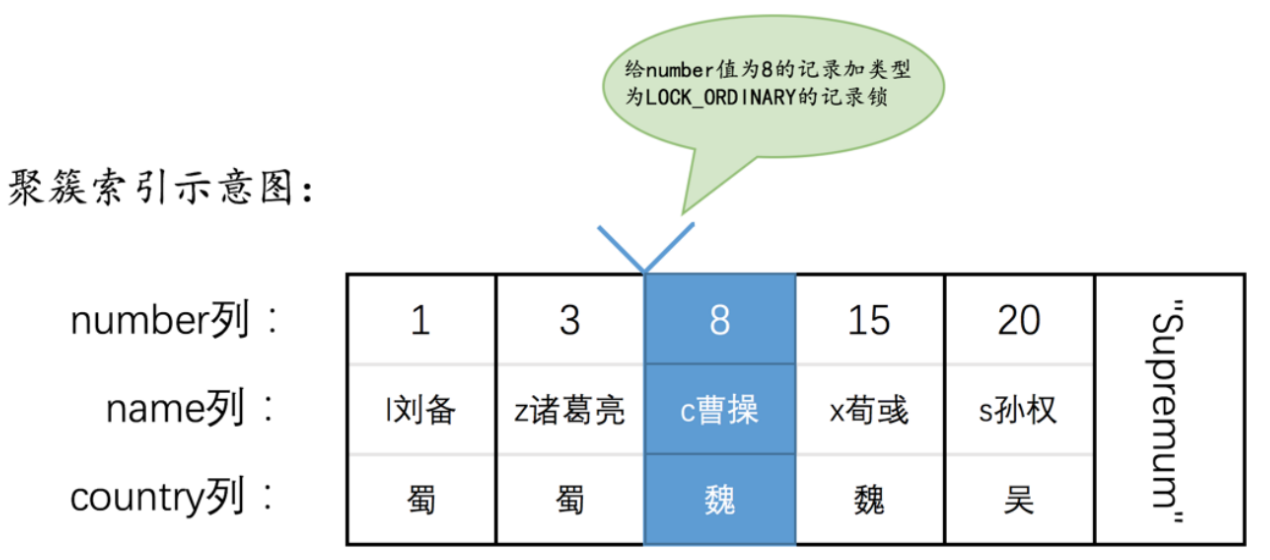 给number值为8的记录加类型
为LOCK_ORDINARY的记录锁
聚簇索引示意图：
number列： 1 3 8 15 20 "Supremum"
name列： l刘备 z诸葛亮 c曹操 x荀彧 s孙权
country列： 蜀 蜀 魏 魏 吴